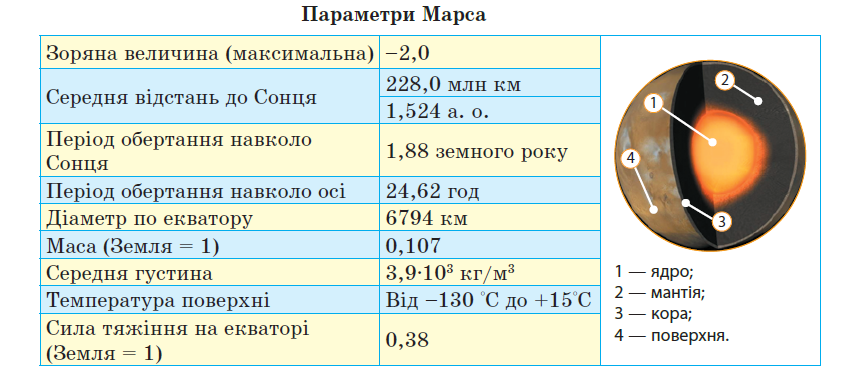 Параметри Марса
Зоряна величина (максимальна) −2,0
Середня відстань до Сонця
228,0 млн км
1,524 а. о.
Період обертання навколо
Сонця
1,88 земного року
Період обертання навколо осі 24,62 год
Діаметр по екватору 6794 км
Маса (Земля = 1) 0,107
Середня густина 3,9·10³ кг/м³
Температура поверхні Від −130 °С до +15°С
Сила тяжіння на екваторі
(Земля = 1)
0,38
2
1
4
3
1 — ядро;
2 — мантія;
3 — кора;
4 — поверхня.